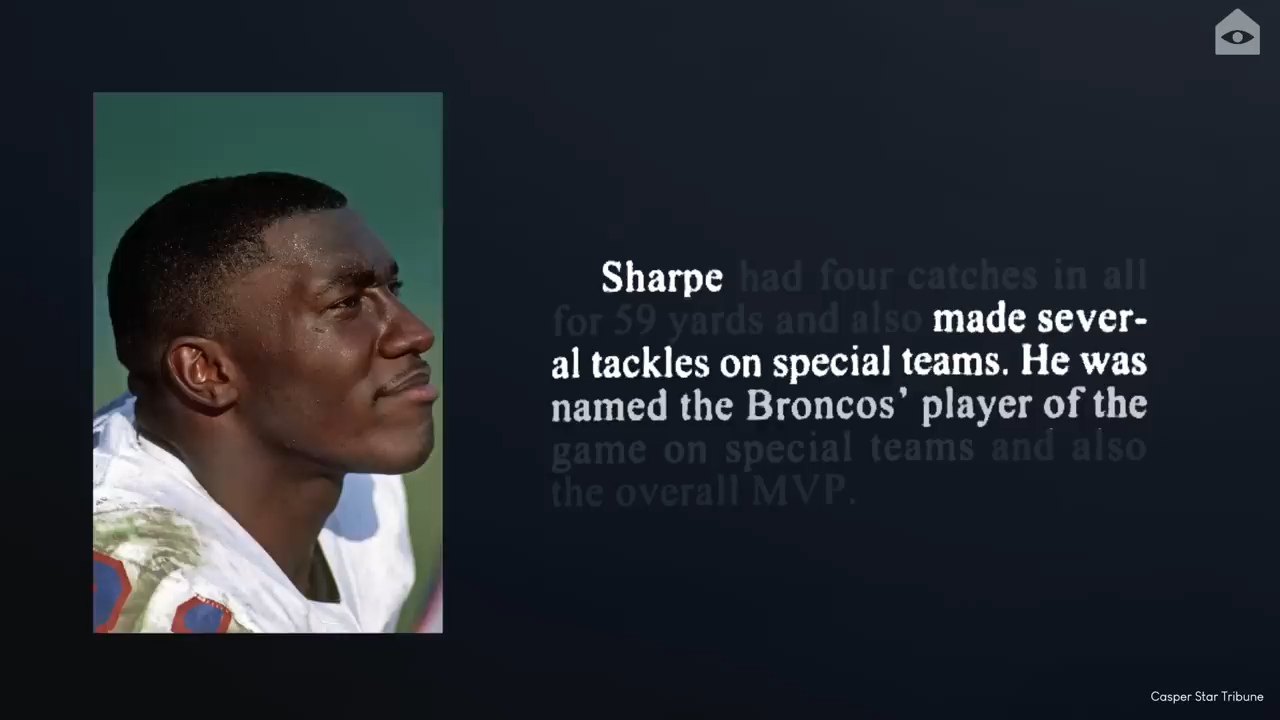 Sharpe had four catches in all
for 59 yards and also made sever-
al tackles on special teams. He was
named the Broncos’ player of the
game on special teams and also
the overall MVP.
Casper Star Tribune